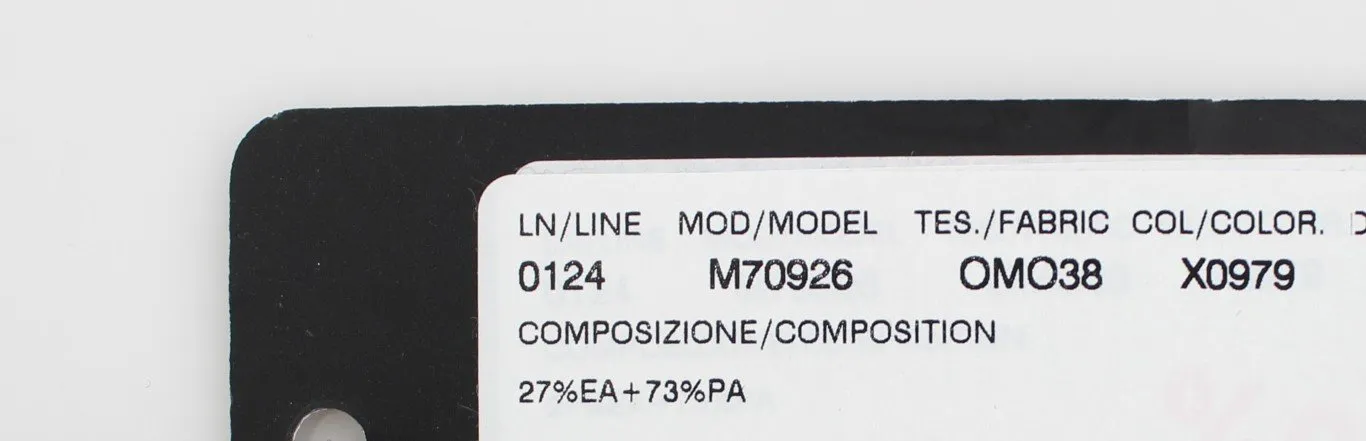 LN/LINE MOD/MODEL TES./FABRIC COL/COLOR.
0124 M70926 OMO38 X0979
COMPOSIZIONE/COMPOSITION
27%EA+73%PA